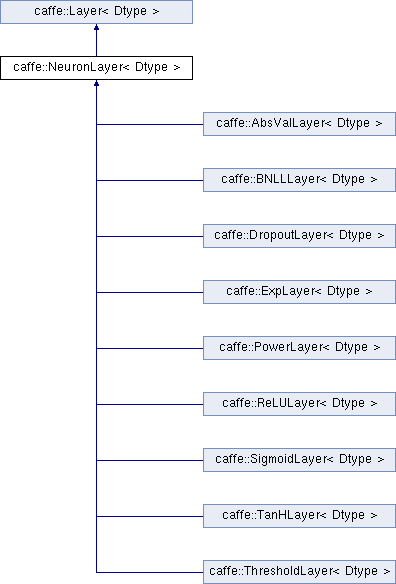 caffe::Layer< Dtype >
caffe::NeuronLayer< Dtype >
caffe::AbsValLayer< Dtype >
caffe::BNLLLayer< Dtype >
caffe::DropoutLayer< Dtype >
caffe::ExpLayer< Dtype >
caffe::PowerLayer< Dtype >
caffe::ReLULayer< Dtype >
caffe::SigmoidLayer< Dtype >
caffe::TanHLayer< Dtype >
caffe::ThresholdLayer< Dtype >